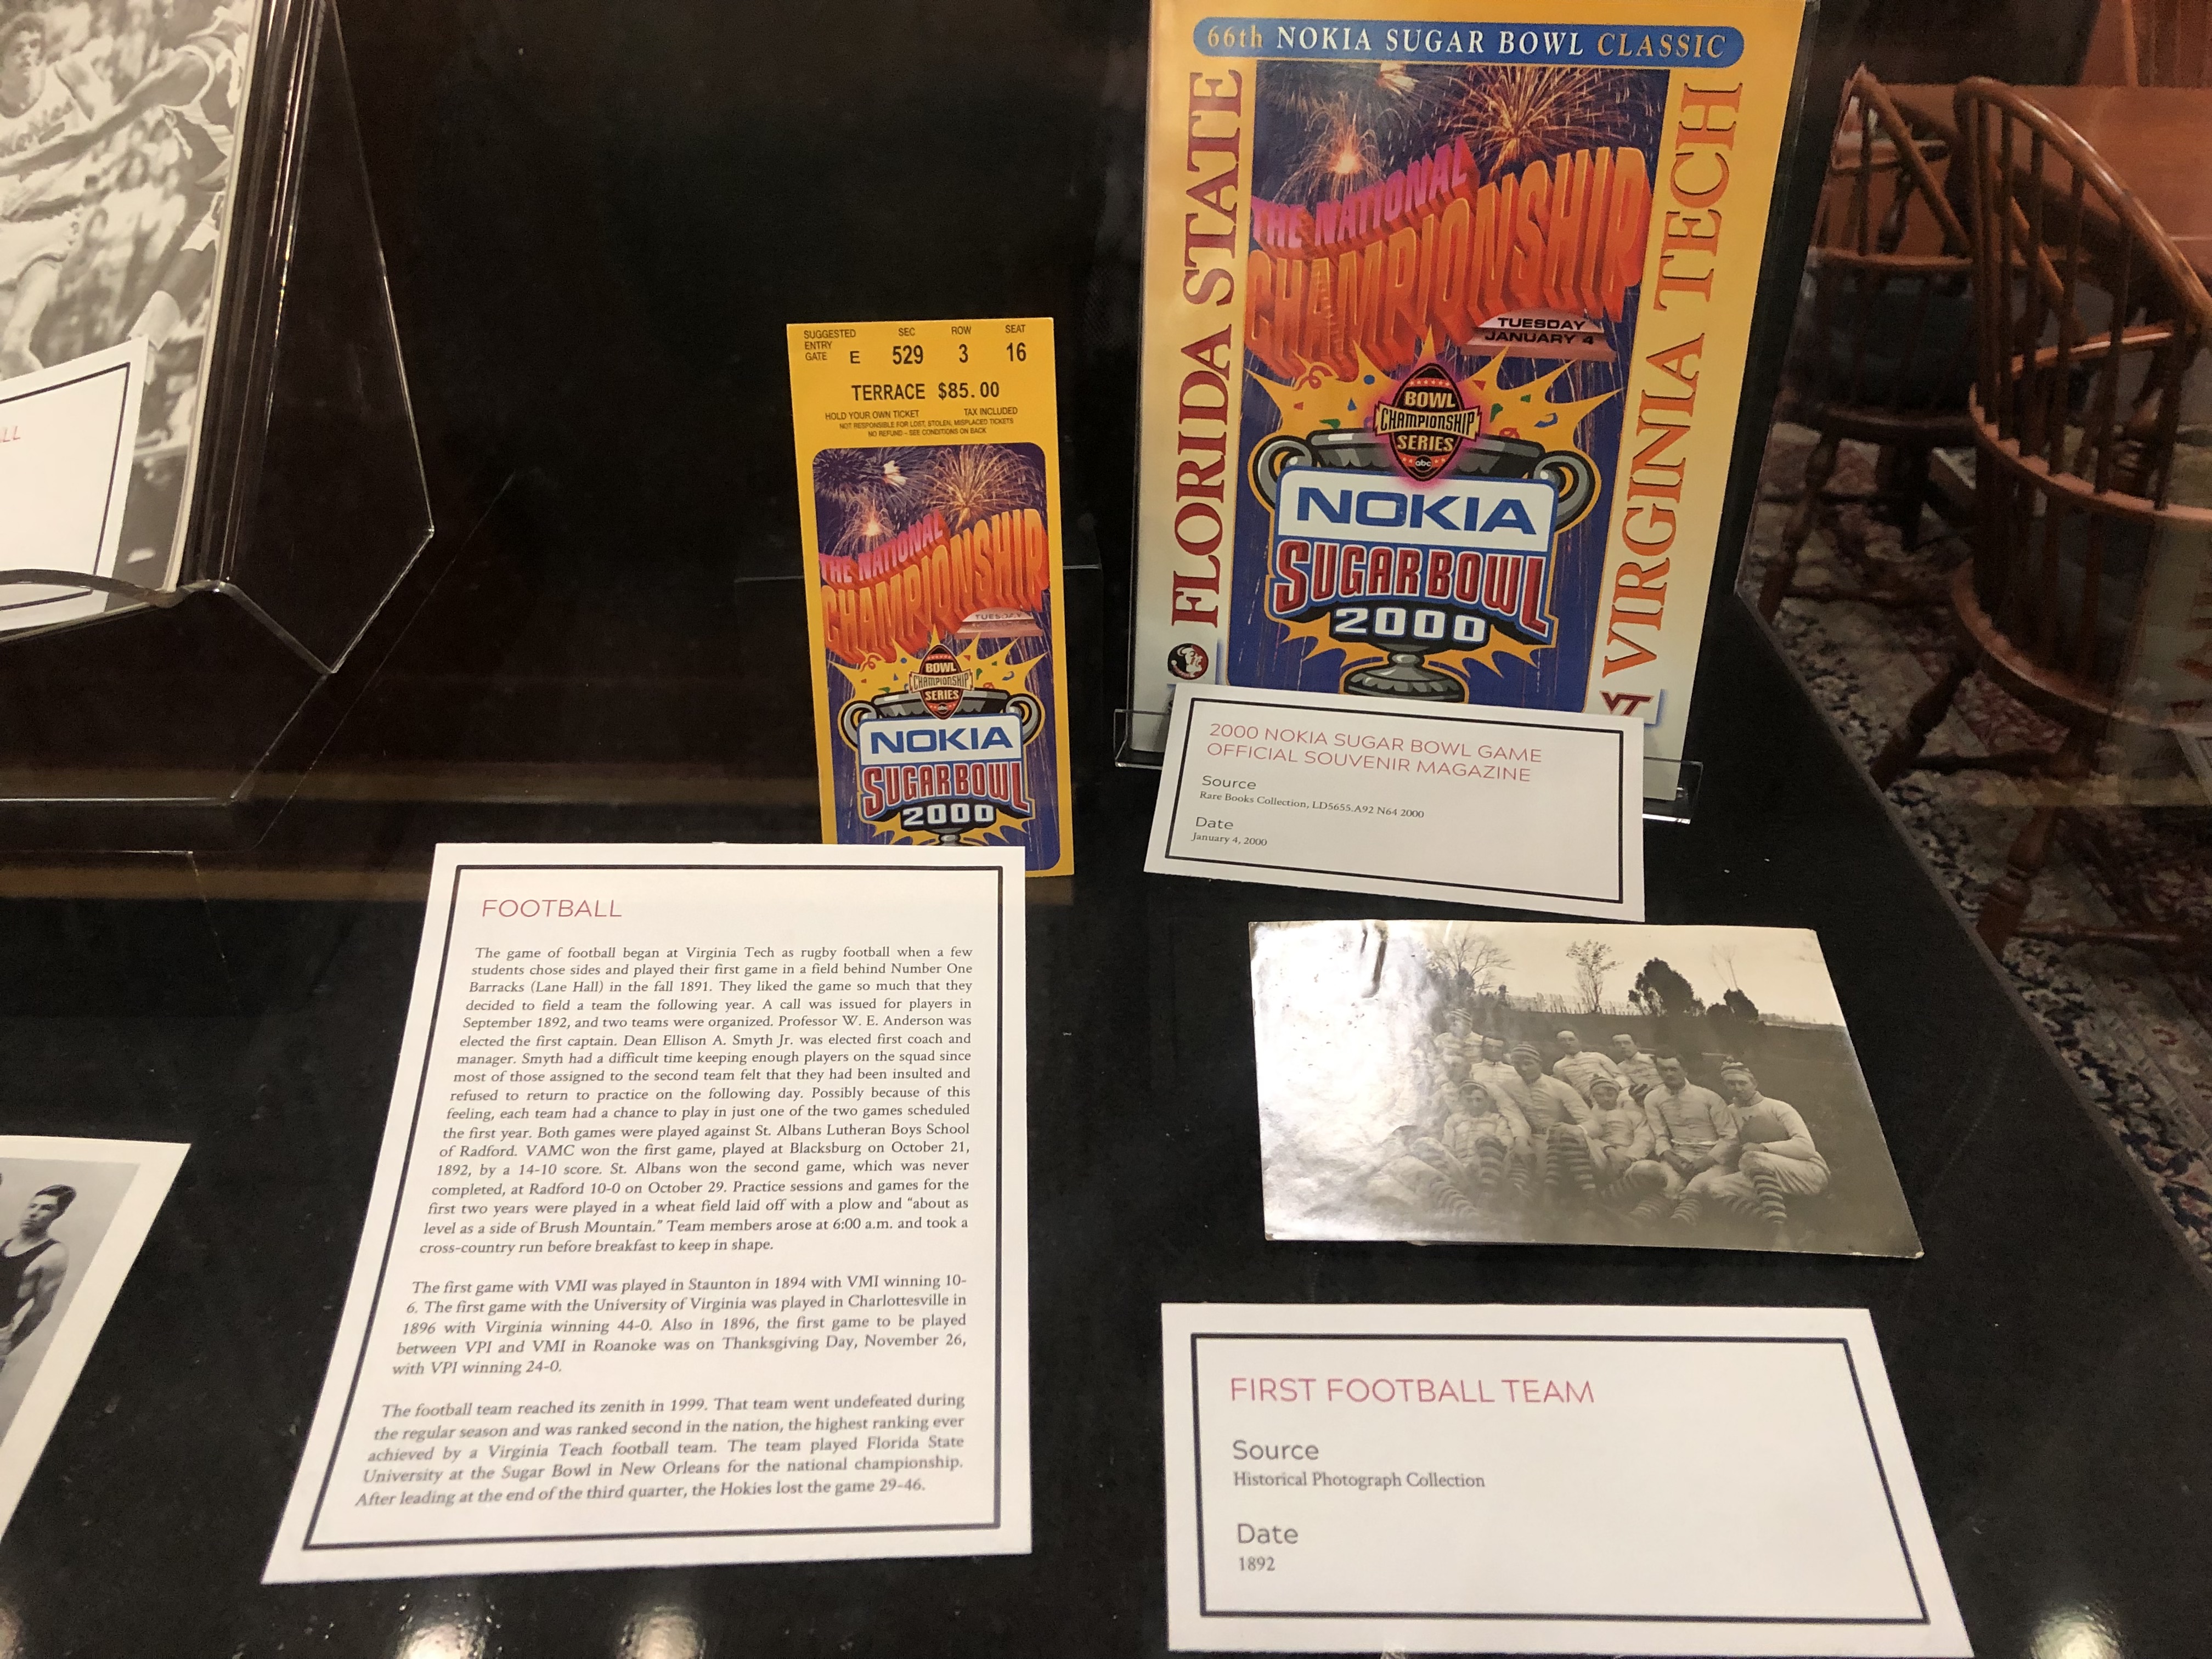 66th NOKIA SUGAR BOWL CLASSIC
FLORIDA STATE
VIRGINIA TECH
THE NATIONAL
CHAMPIONSHIP
TUESDAY
JANUARY 4
BOWL
CHAMPIONSHIP
SERIES
abc
NOKIA
SUGAR BOWL
2000
VT
SUGGESTED ENTRY GATE E SEC 529 ROW 3 SEAT 16
TERRACE $85.00
HOLD YOUR OWN TICKET TAX INCLUDED
NOT RESPONSIBLE FOR LOST, STOLEN, MISPLACED TICKETS
NO REFUND - SEE CONDITIONS ON BACK
THE NATIONAL
CHAMPIONSHIP
TUESDAY
BOWL
CHAMPIONSHIP
SERIES
NOKIA
SUGAR BOWL
2000
2000 NOKIA SUGAR BOWL GAME
OFFICIAL SOUVENIR MAGAZINE
Source
Rare Books Collection, LD5655.A92 N64 2000
Date
January 4, 2000
FOOTBALL
The game of football began at Virginia Tech as rugby football when a few
students chose sides and played their first game in a field behind Number One
Barracks (Lane Hall) in the fall 1891. They liked the game so much that they
decided to field a team the following year. A call was issued for players in
September 1892, and two teams were organized. Professor W. E. Anderson was
elected the first captain. Dean Ellison A. Smyth Jr. was elected first coach and
manager. Smyth had a difficult time keeping enough players on the squad since
most of those assigned to the second team felt that they had been insulted and
refused to return to practice on the following day. Possibly because of this
feeling, each team had a chance to play in just one of the two games scheduled
the first year. Both games were played against St. Albans Lutheran Boys School
of Radford. VAMC won the first game, played at Blacksburg on October 21,
1892, by a 14-10 score. St. Albans won the second game, which was never
completed, at Radford 10-0 on October 29. Practice sessions and games for the
first two years were played in a wheat field laid off with a plow and "about as
level as a side of Brush Mountain." Team members arose at 6:00 a.m. and took a
cross-country run before breakfast to keep in shape.
The first game with VMI was played in Staunton in 1894 with VMI winning 10-
6. The first game with the University of Virginia was played in Charlottesville in
1896 with Virginia winning 44-0. Also in 1896, the first game to be played
between VPI and VMI in Roanoke was on Thanksgiving Day, November 26,
with VPI winning 24-0.
The football team reached its zenith in 1999. That team went undefeated during
the regular season and was ranked second in the nation, the highest ranking ever
achieved by a Virginia Teach football team. The team played Florida State
University at the Sugar Bowl in New Orleans for the national championship.
After leading at the end of the third quarter, the Hokies lost the game 29-46.
FIRST FOOTBALL TEAM
Source
Historical Photograph Collection
Date
1892